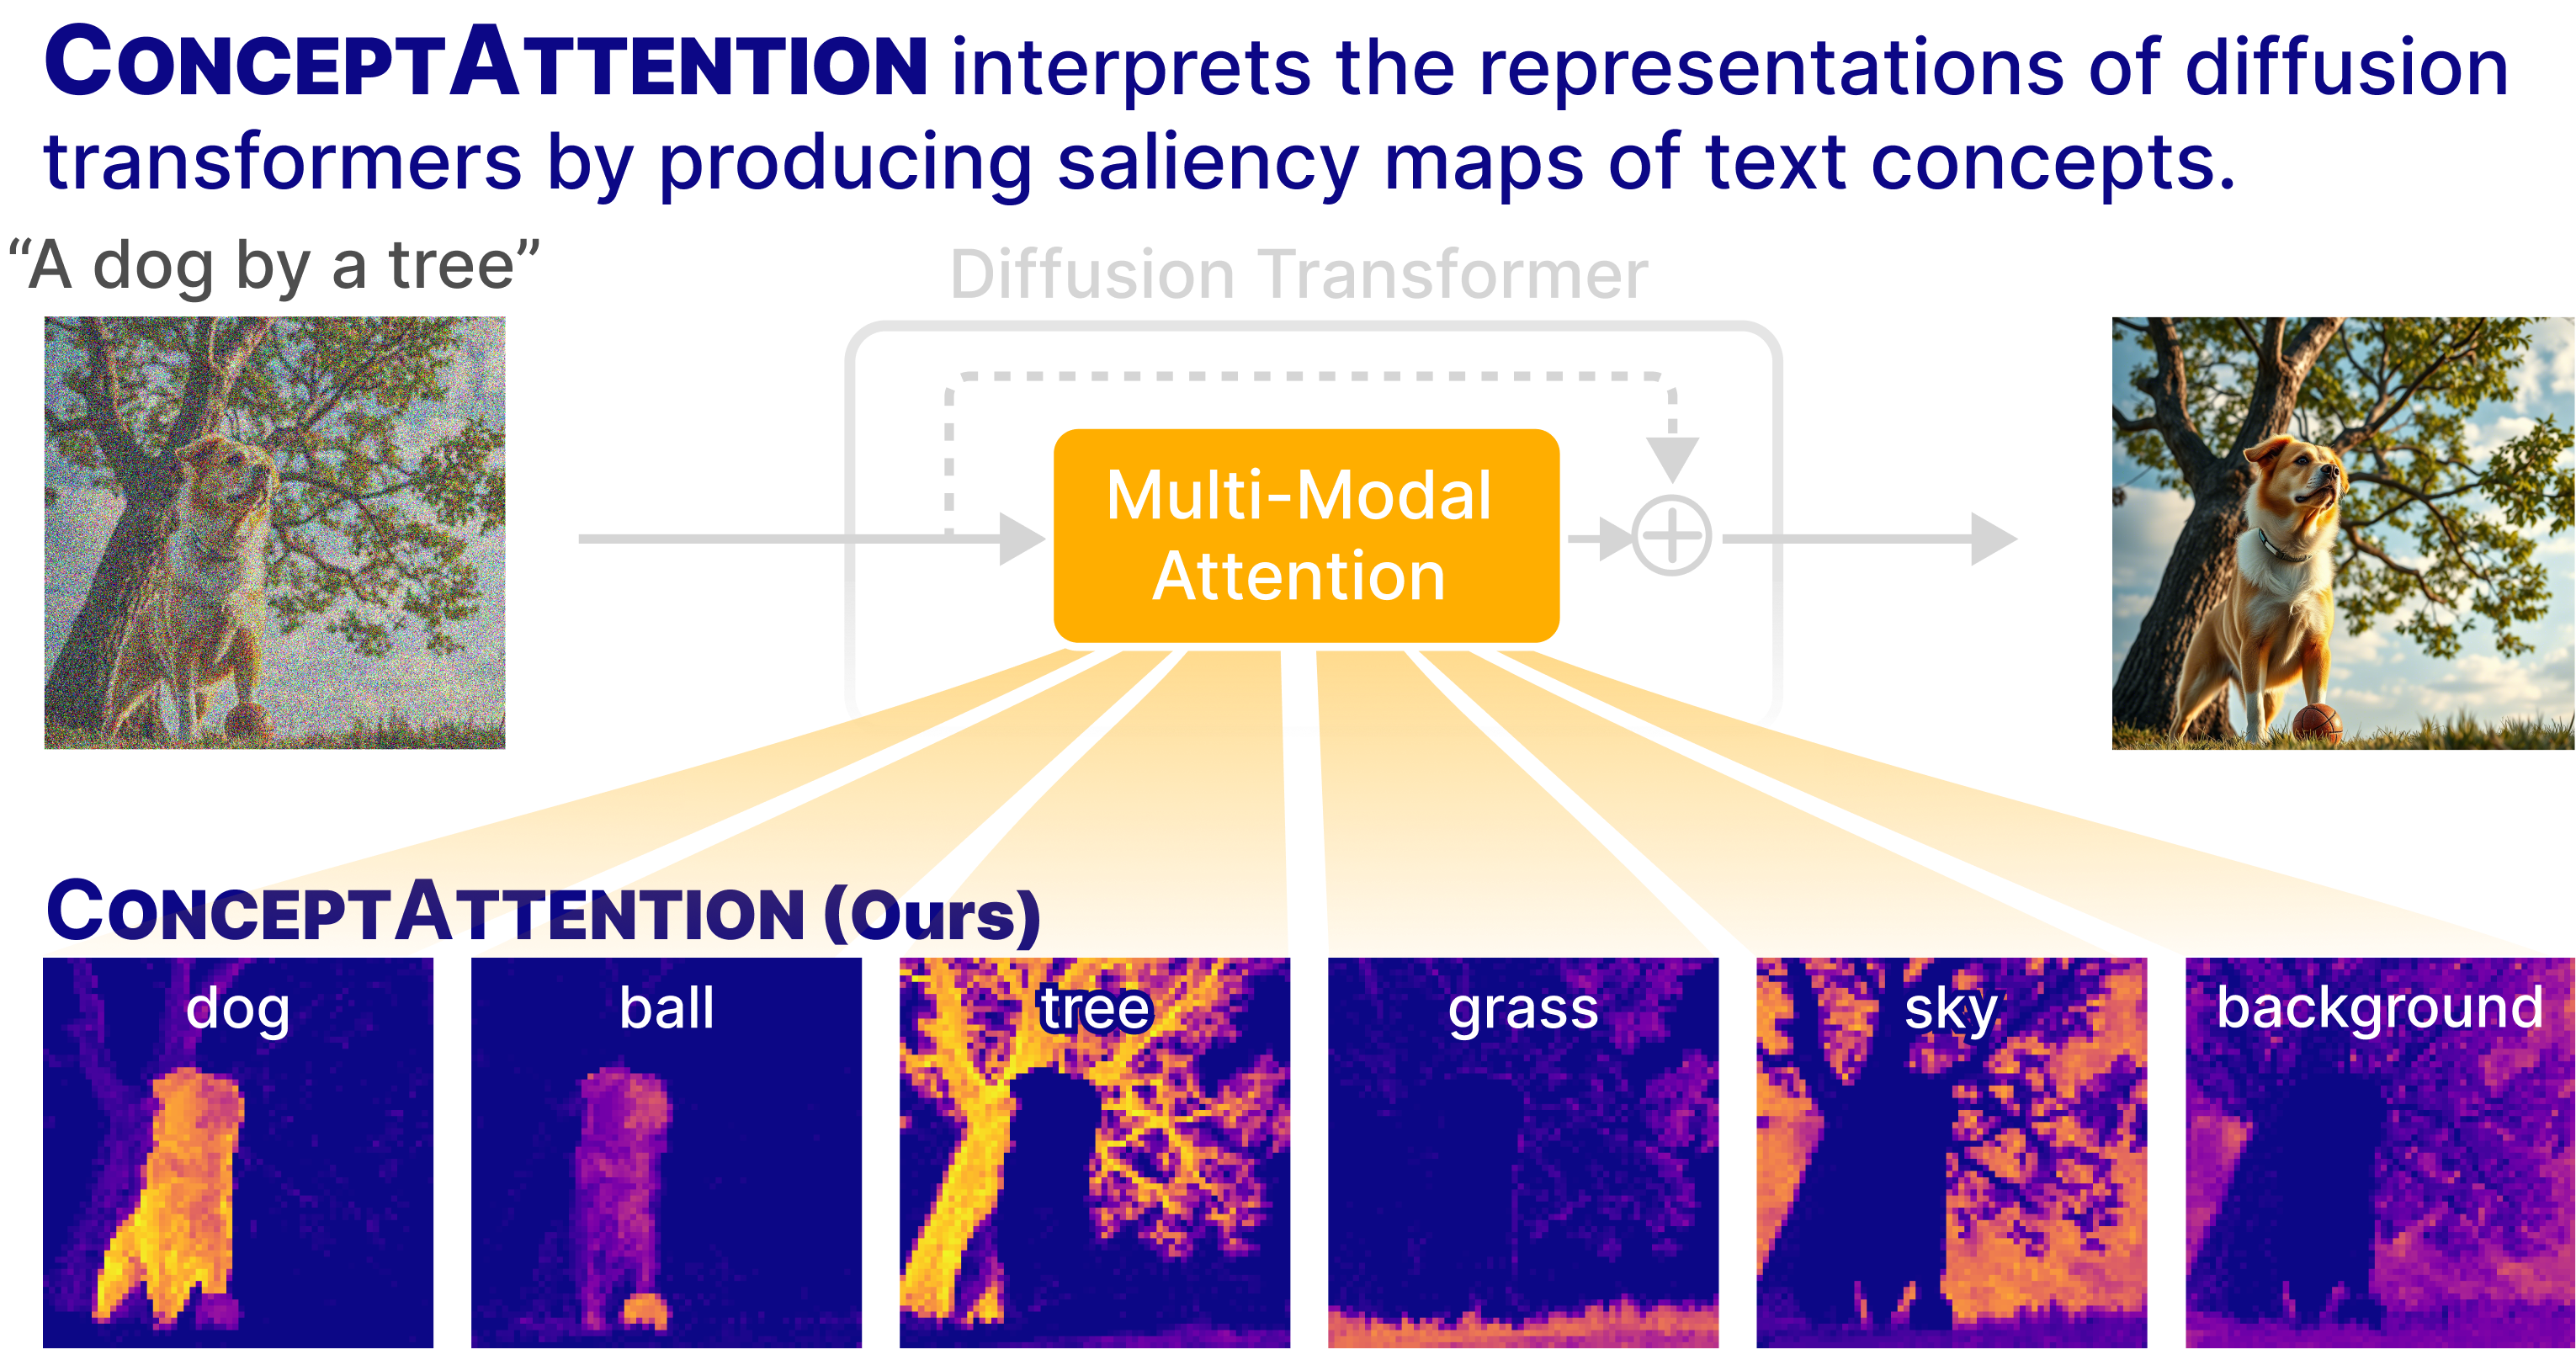 CONCEPTATTENTION interprets the representations of diffusion
transformers by producing saliency maps of text concepts.
“A dog by a tree”
Diffusion Transformer
Multi-Modal
Attention
CONCEPTATTENTION (Ours)
dog
ball
tree
grass
sky
background